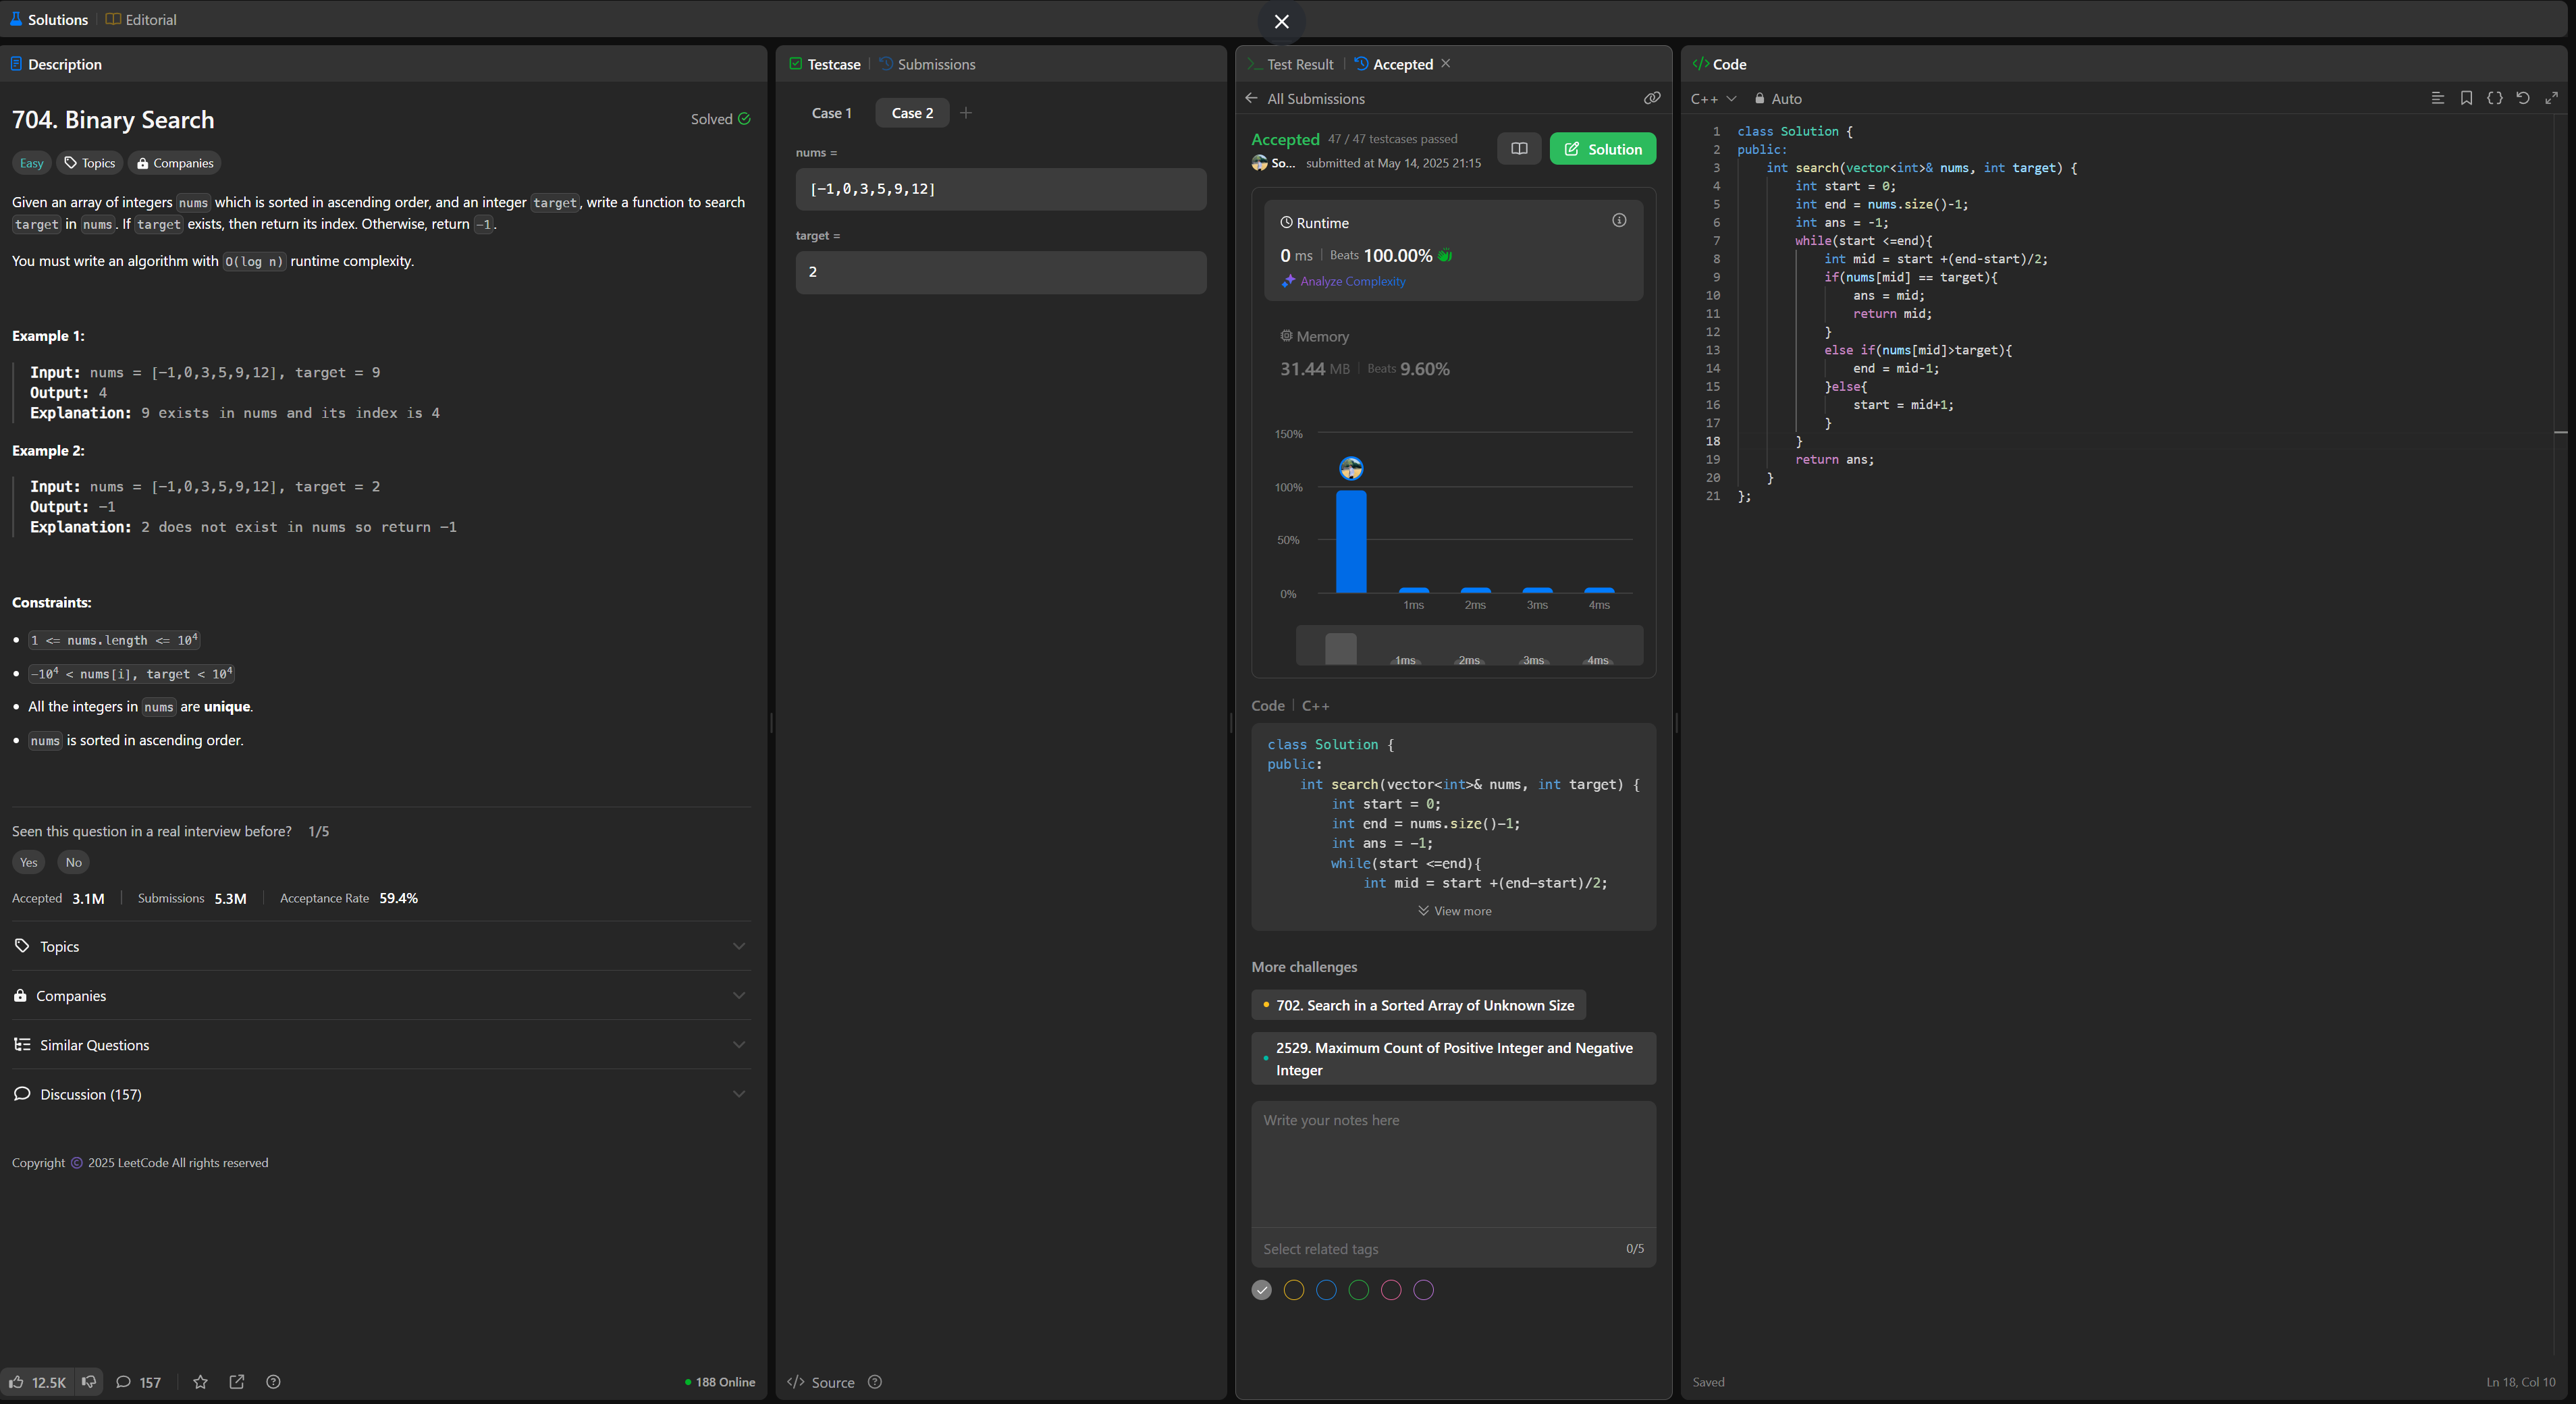 Solutions | Editorial
Description
704. Binary Search
Solved
Easy Topics Companies
Given an array of integers nums which is sorted in ascending order, and an integer target, write a function to search
target in nums. If target exists, then return its index. Otherwise, return -1.
You must write an algorithm with O(log n) runtime complexity.
Example 1:
Input: nums = [-1,0,3,5,9,12], target = 9
Output: 4
Explanation: 9 exists in nums and its index is 4
Example 2:
Input: nums = [-1,0,3,5,9,12], target = 2
Output: -1
Explanation: 2 does not exist in nums so return -1
Constraints:
1 <= nums.length <= 10⁴
-10⁴ < nums[i], target < 10⁴
All the integers in nums are unique.
nums is sorted in ascending order.
Seen this question in a real interview before? 1/5
Yes No
Accepted 3.1M | Submissions 5.3M | Acceptance Rate 59.4%
Topics
Companies
Similar Questions
Discussion (157)
Copyright © 2025 LeetCode All rights reserved
12.5K 157 188 Online
Testcase | Submissions
Case 1 Case 2 +
nums =
[-1,0,3,5,9,12]
target =
2
</> Source
Test Result | Accepted
All Submissions
Accepted 47 / 47 testcases passed
So... submitted at May 14, 2025 21:15
Solution
Runtime
0 ms | Beats 100.00%
Analyze Complexity
Memory
31.44 MB | Beats 9.60%
150%
100%
50%
0%
1ms 2ms 3ms 4ms
1ms 2ms 3ms 4ms
Code | C++
class Solution {
public:
    int search(vector<int>& nums, int target) {
        int start = 0;
        int end = nums.size()-1;
        int ans = -1;
        while(start <=end){
            int mid = start +(end-start)/2;
View more
More challenges
702. Search in a Sorted Array of Unknown Size
2529. Maximum Count of Positive Integer and Negative
Integer
Write your notes here
Select related tags 0/5
</> Code
C++ Auto
1 class Solution {
2 public:
3     int search(vector<int>& nums, int target) {
4         int start = 0;
5         int end = nums.size()-1;
6         int ans = -1;
7         while(start <=end){
8             int mid = start +(end-start)/2;
9             if(nums[mid] == target){
10                 ans = mid;
11                 return mid;
12             }
13             else if(nums[mid]>target){
14                 end = mid-1;
15             }else{
16                 start = mid+1;
17             }
18         }
19         return ans;
20     }
21 };
Saved
Ln 18, Col 10